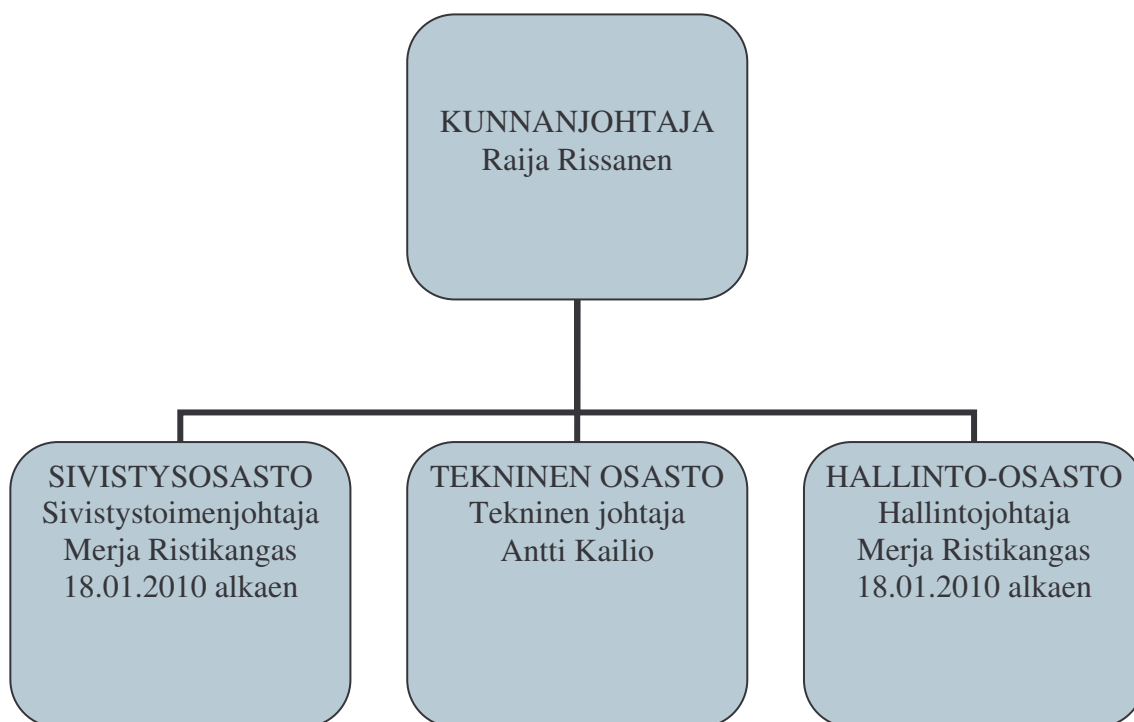 KUNNANJOHTAJA
Raija Rissanen
SIVISTYSOSASTO
Sivistystoimenjohtaja
Merja Ristikangas
18.01.2010 alkaen
TEKNINEN OSASTO
Tekninen johtaja
Antti Kailio
HALLINTO-OSASTO
Hallintojohtaja
Merja Ristikangas
18.01.2010 alkaen